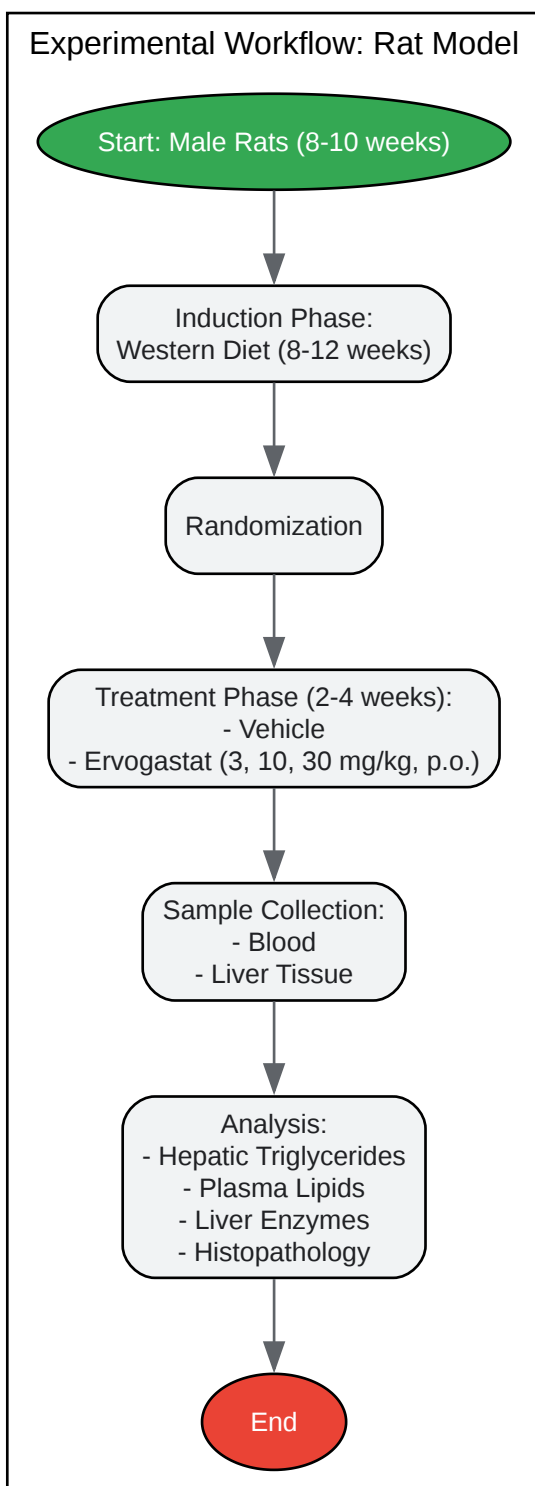 Experimental Workflow: Rat Model
Start: Male Rats (8-10 weeks)
Induction Phase:
Western Diet (8-12 weeks)
Randomization
Treatment Phase (2-4 weeks):
- Vehicle
- Ervogastat (3, 10, 30 mg/kg, p.o.)
Sample Collection:
- Blood
- Liver Tissue
Analysis:
- Hepatic Triglycerides
- Plasma Lipids
- Liver Enzymes
- Histopathology
End